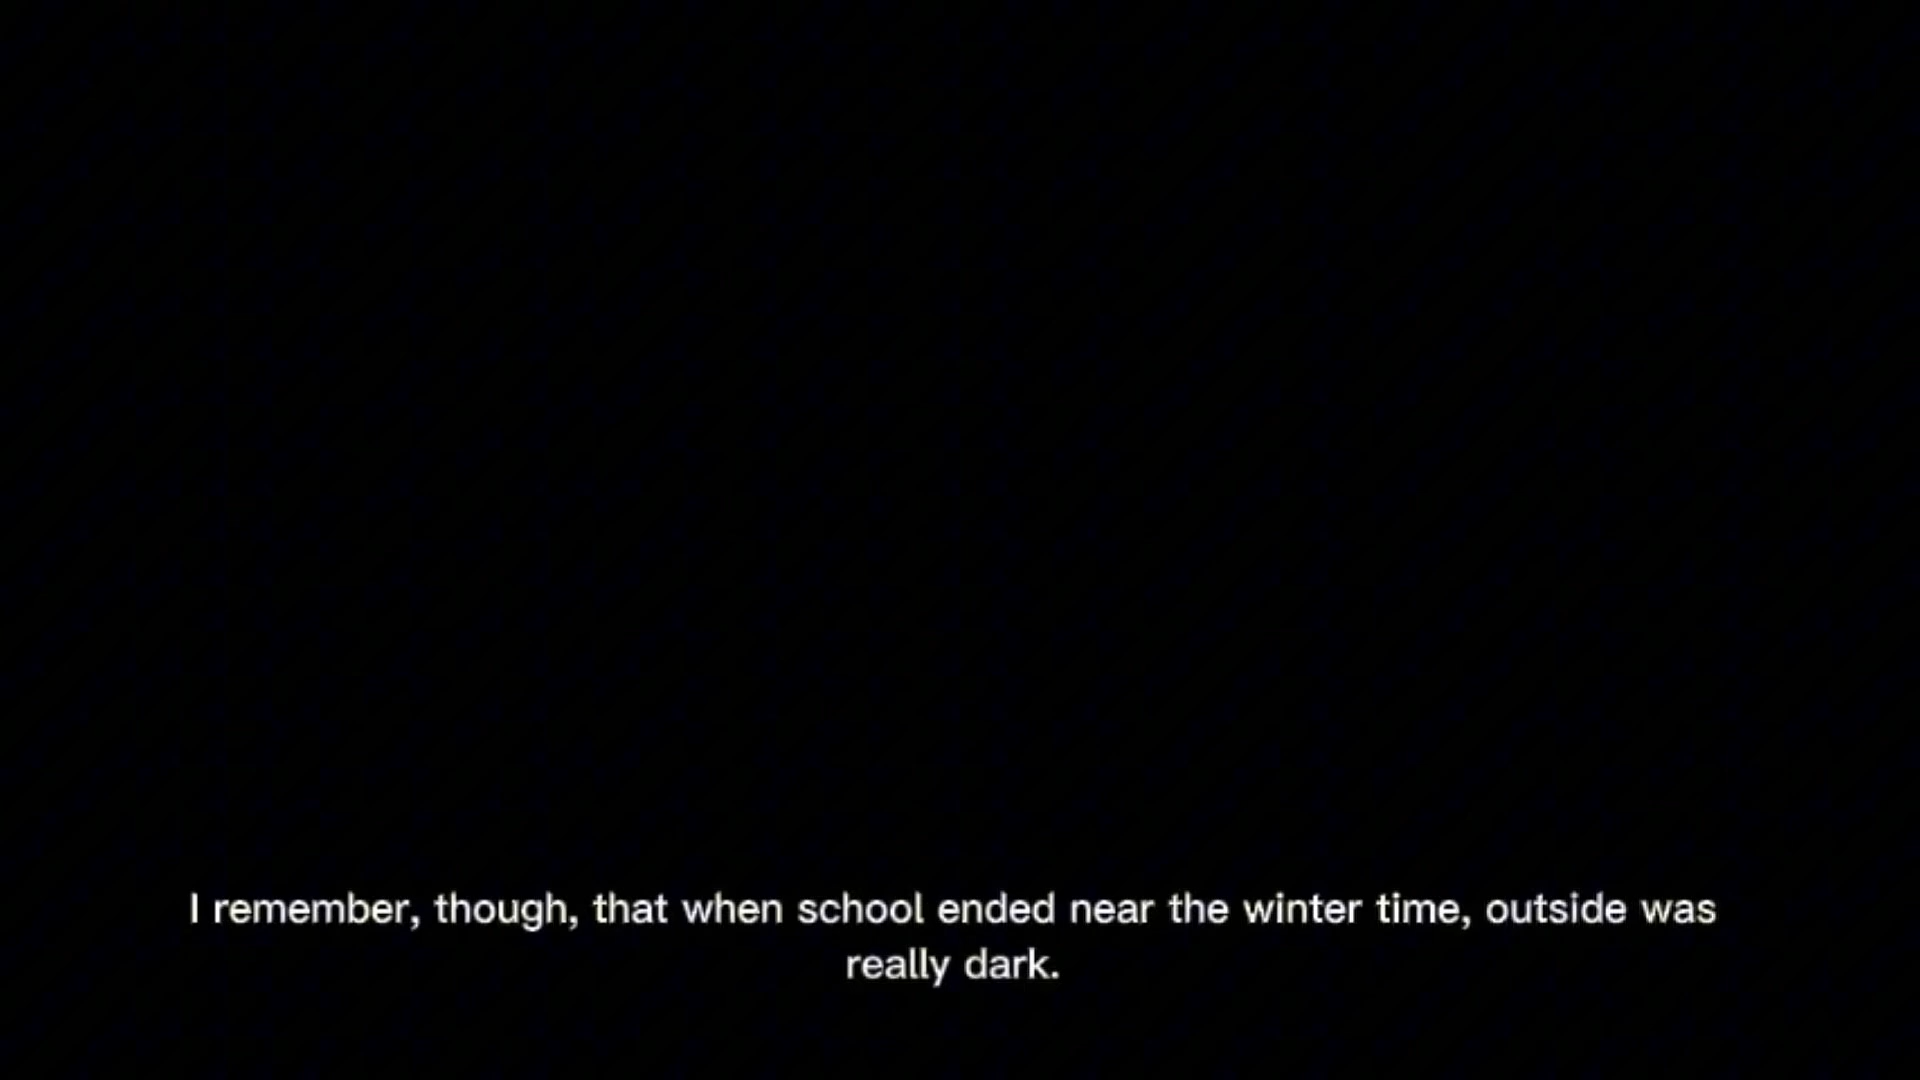 I remember, though, that when school ended near the winter time, outside was
really dark.